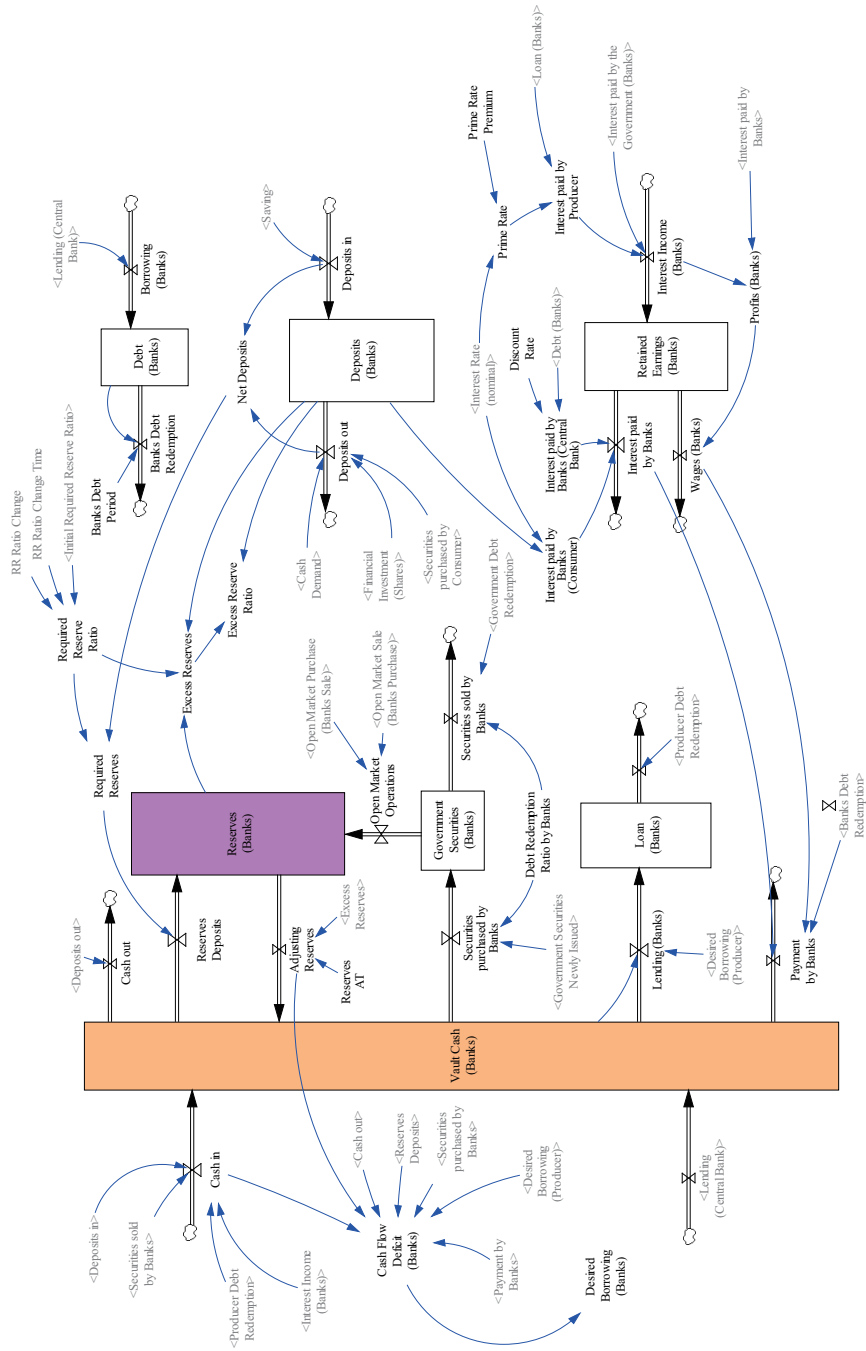 <Deposits in>
<Securities sold
by Banks>
<Producer Debt
Redemption>
<Interest Income
(Banks)>
Cash in
Cash Flow
Deficit
(Banks)
<Cash out>
<Reserves
Deposits>
<Securities
purchased by
Banks>
<Desired
Borrowing
(Producer)>
<Payment by
Banks>
Desired
Borrowing
(Banks)
<Lending
(Central Bank)>
Vault Cash
(Banks)
<Deposits out>
Cash out
Reserves
Deposits
Adjusting
Reserves
<Excess
Reserves>
Reserves
AT
Securities
purchased by
Banks
<Government Securities
Newly Issued>
Lending (Banks)
<Desired
Borrowing
(Producer)>
Payment
by Banks
<Banks Debt
Redemption>
Required
Reserves
Reserves
(Banks)
Open Market
Operations
<Open Market Purchase
(Banks Sale)>
<Open Market Sale
(Banks Purchase)>
Government
Securities
(Banks)
Securities sold by
Banks
<Government Debt
Redemption>
Debt Redemption
Ratio by Banks
Loan
(Banks)
<Producer Debt
Redemption>
RR Ratio Change
RR Ratio Change Time
<Initial Required Reserve Ratio>
Required
Reserve
Ratio
Excess Reserves
Excess Reserve
Ratio
<Cash
Demand>
<Financial
Investment
(Shares)>
<Securities
purchased by
Consumer>
Interest paid by
Banks
(Consumer)
Banks Debt
Period
Banks Debt
Redemption
Debt
(Banks)
Borrowing
(Banks)
<Lending (Central
Bank)>
Net Deposits
Deposits out
Deposits
(Banks)
Deposits in
<Saving>
<Interest Rate
(nominal)>
Discount
Rate
<Debt (Banks)>
Interest paid by
Banks (Central
Bank)
Interest paid
by Banks
Wages (Banks)
Retained
Earnings
(Banks)
Prime Rate
Prime Rate
Premium
<Loan (Banks)>
Interest paid by
Producer
<Interest paid by the
Government (Banks)>
Interest Income
(Banks)
Profits (Banks)
<Interest paid by
Banks>